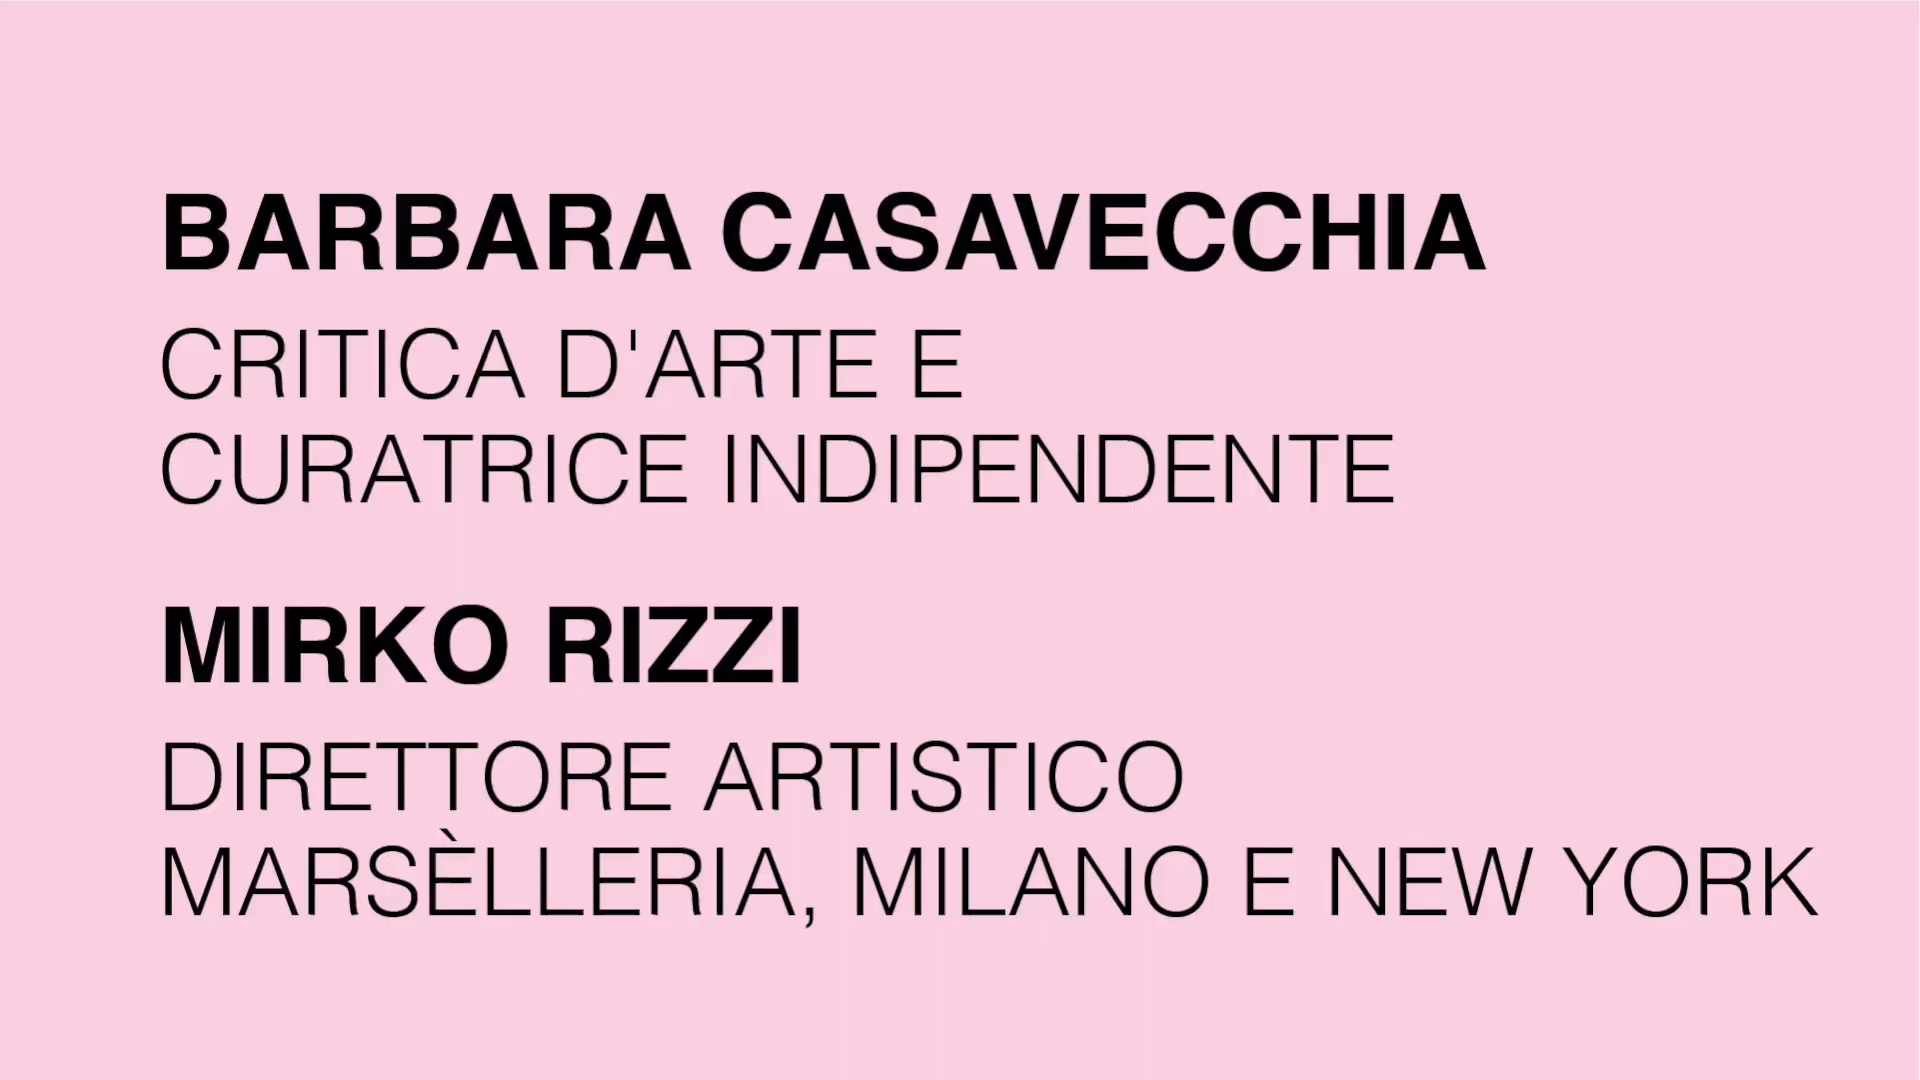 BARBARA CASAVECCHIA
CRITICA D'ARTE E
CURATRICE INDIPENDENTE
MIRKO RIZZI
DIRETTORE ARTISTICO
MARSÈLLERIA, MILANO E NEW YORK